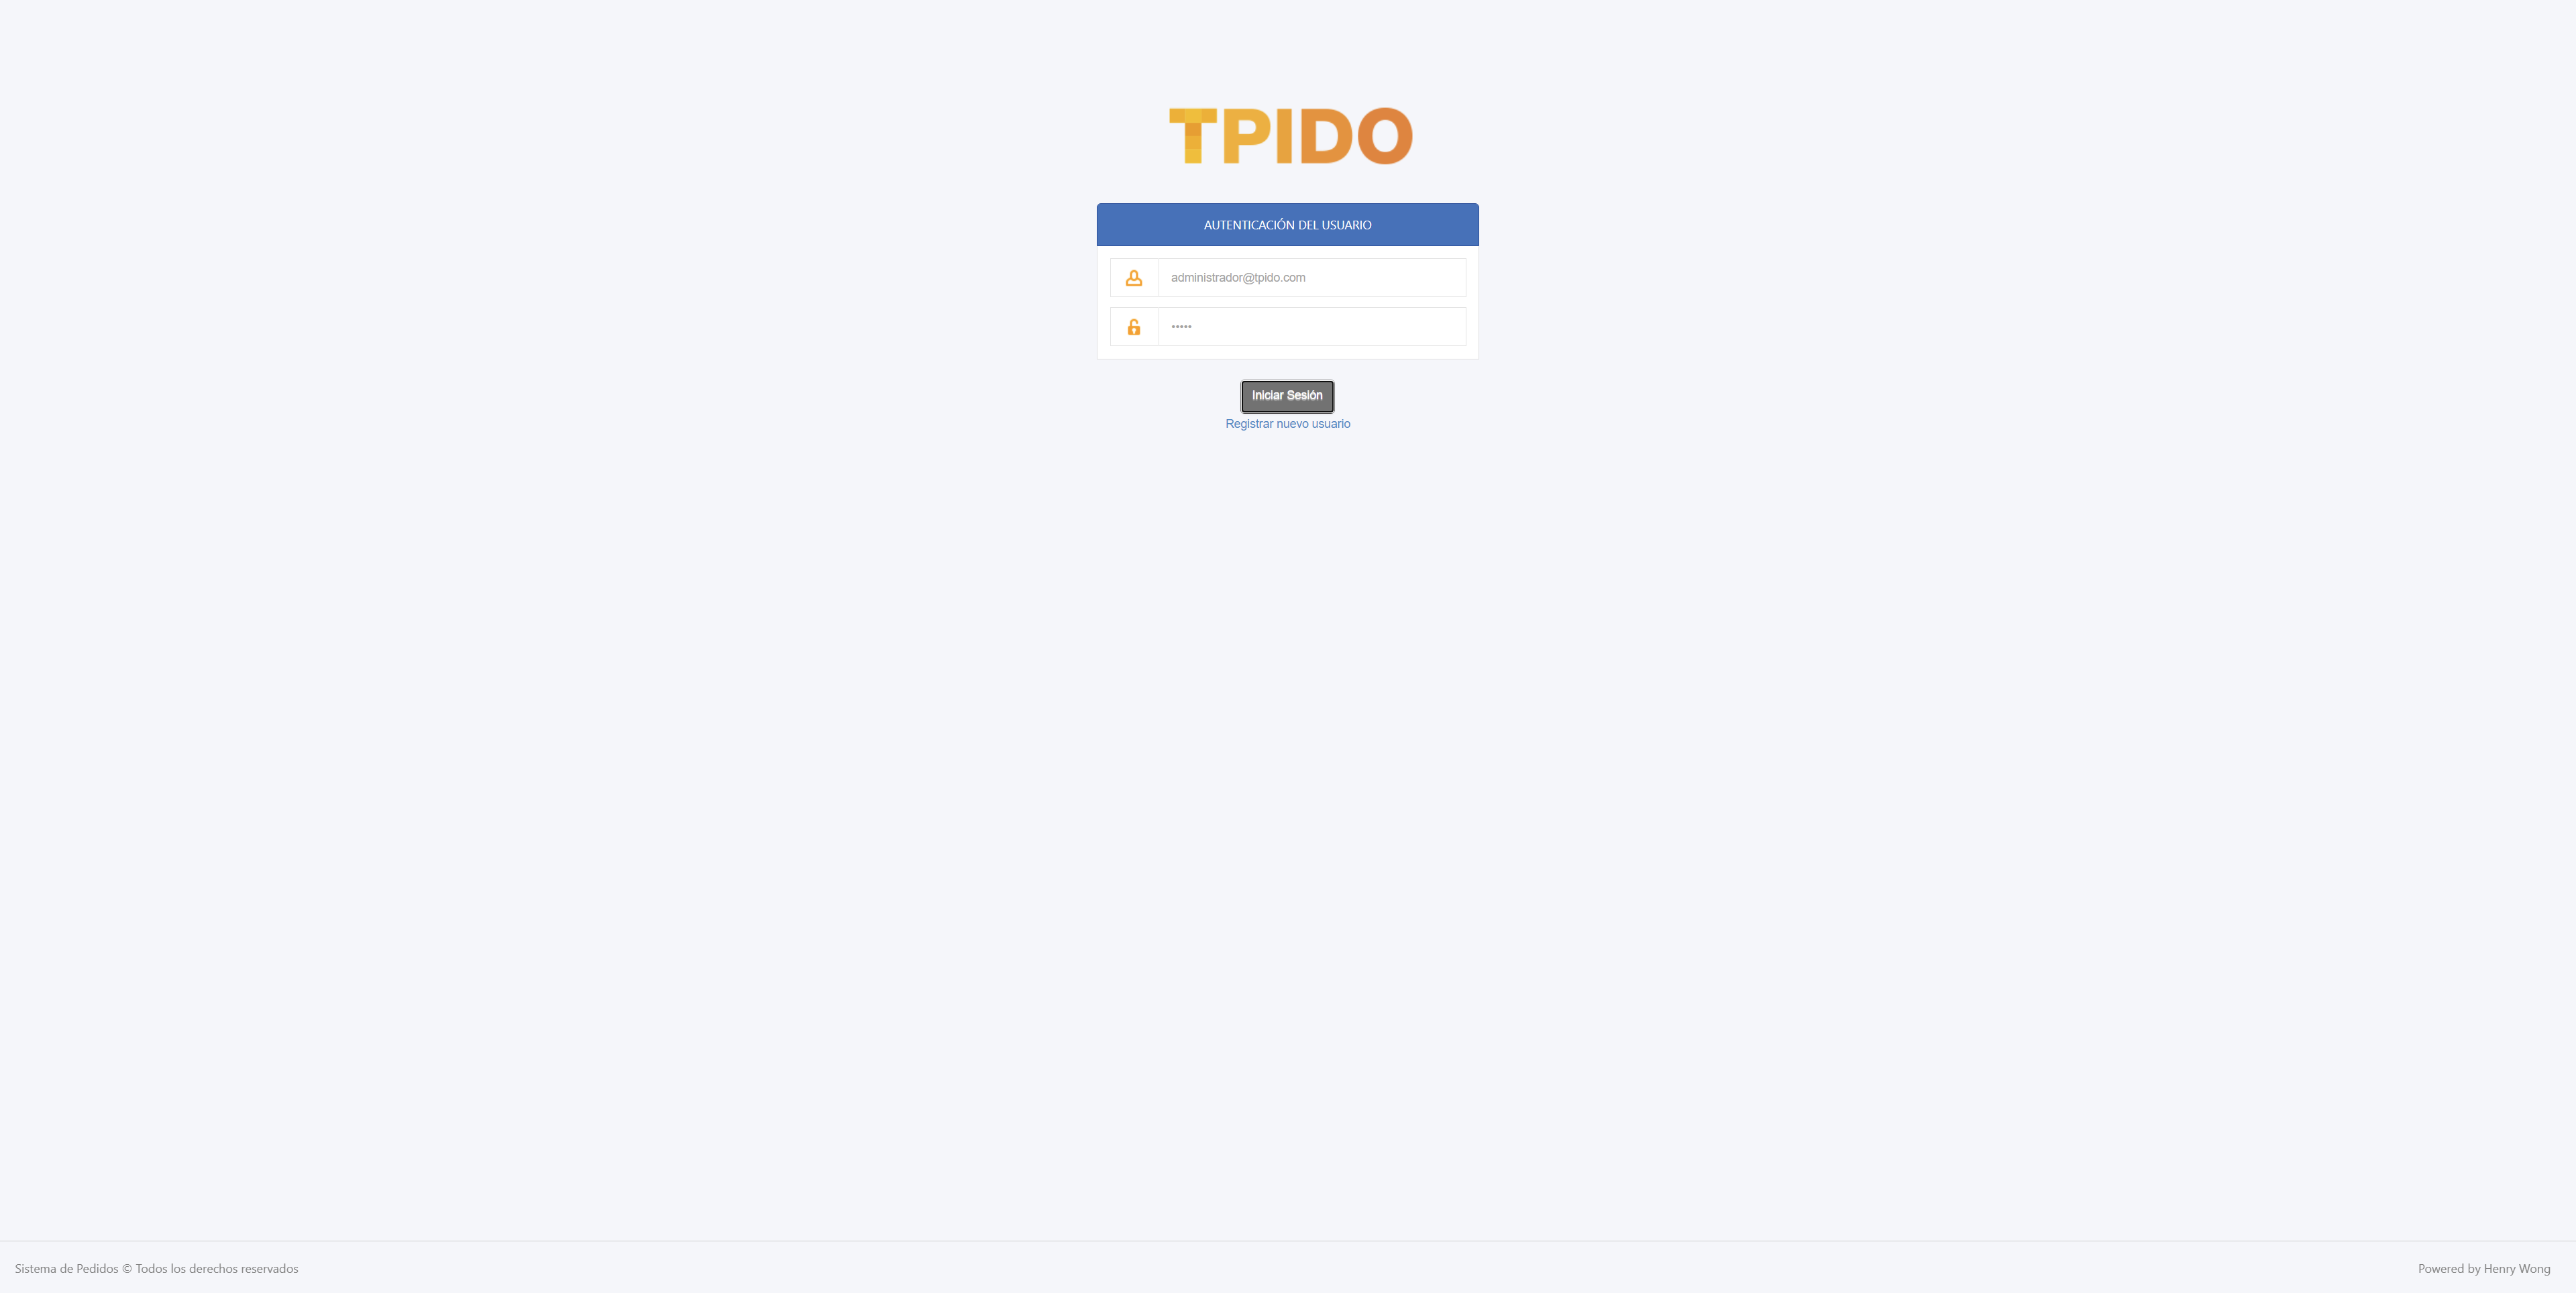 TPIDO
AUTENTICACIÓN DEL USUARIO
administrador@tpido.com
•••••
Iniciar Sesión
Registrar nuevo usuario
Sistema de Pedidos © Todos los derechos reservados
Powered by Henry Wong